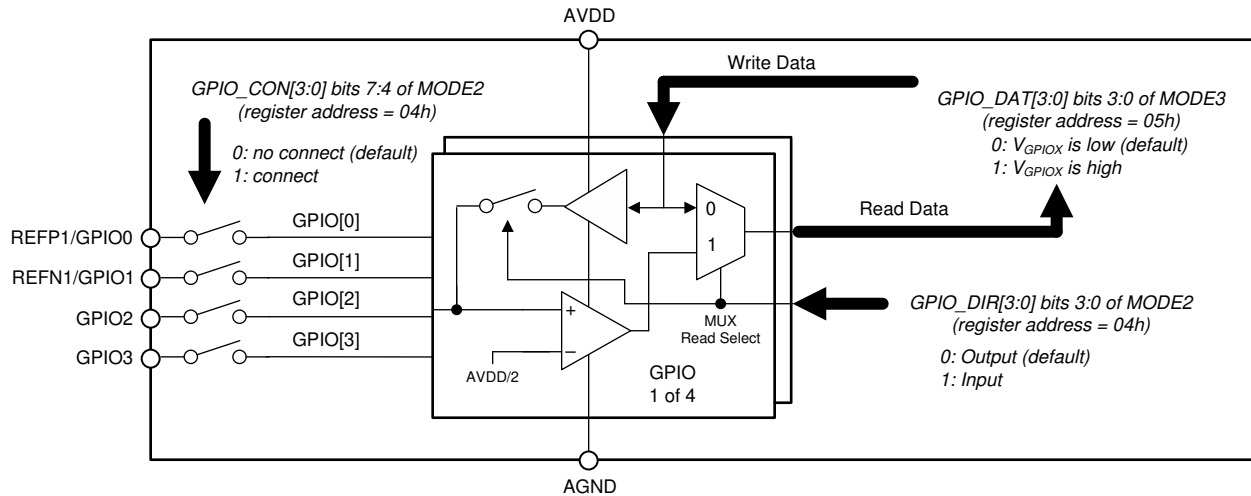 AVDD
Write Data
GPIO_CON[3:0] bits 7:4 of MODE2
(register address = 04h)
0: no connect (default)
1: connect
GPIO_DAT[3:0] bits 3:0 of MODE3
(register address = 05h)
0: VGPIOX is low (default)
1: VGPIOX is high
Read Data
REFP1/GPIO0
REFN1/GPIO1
GPIO2
GPIO3
GPIO[0]
GPIO[1]
GPIO[2]
GPIO[3]
0
1
+
−
AVDD/2
MUX
Read Select
GPIO
1 of 4
GPIO_DIR[3:0] bits 3:0 of MODE2
(register address = 04h)
0: Output (default)
1: Input
AGND